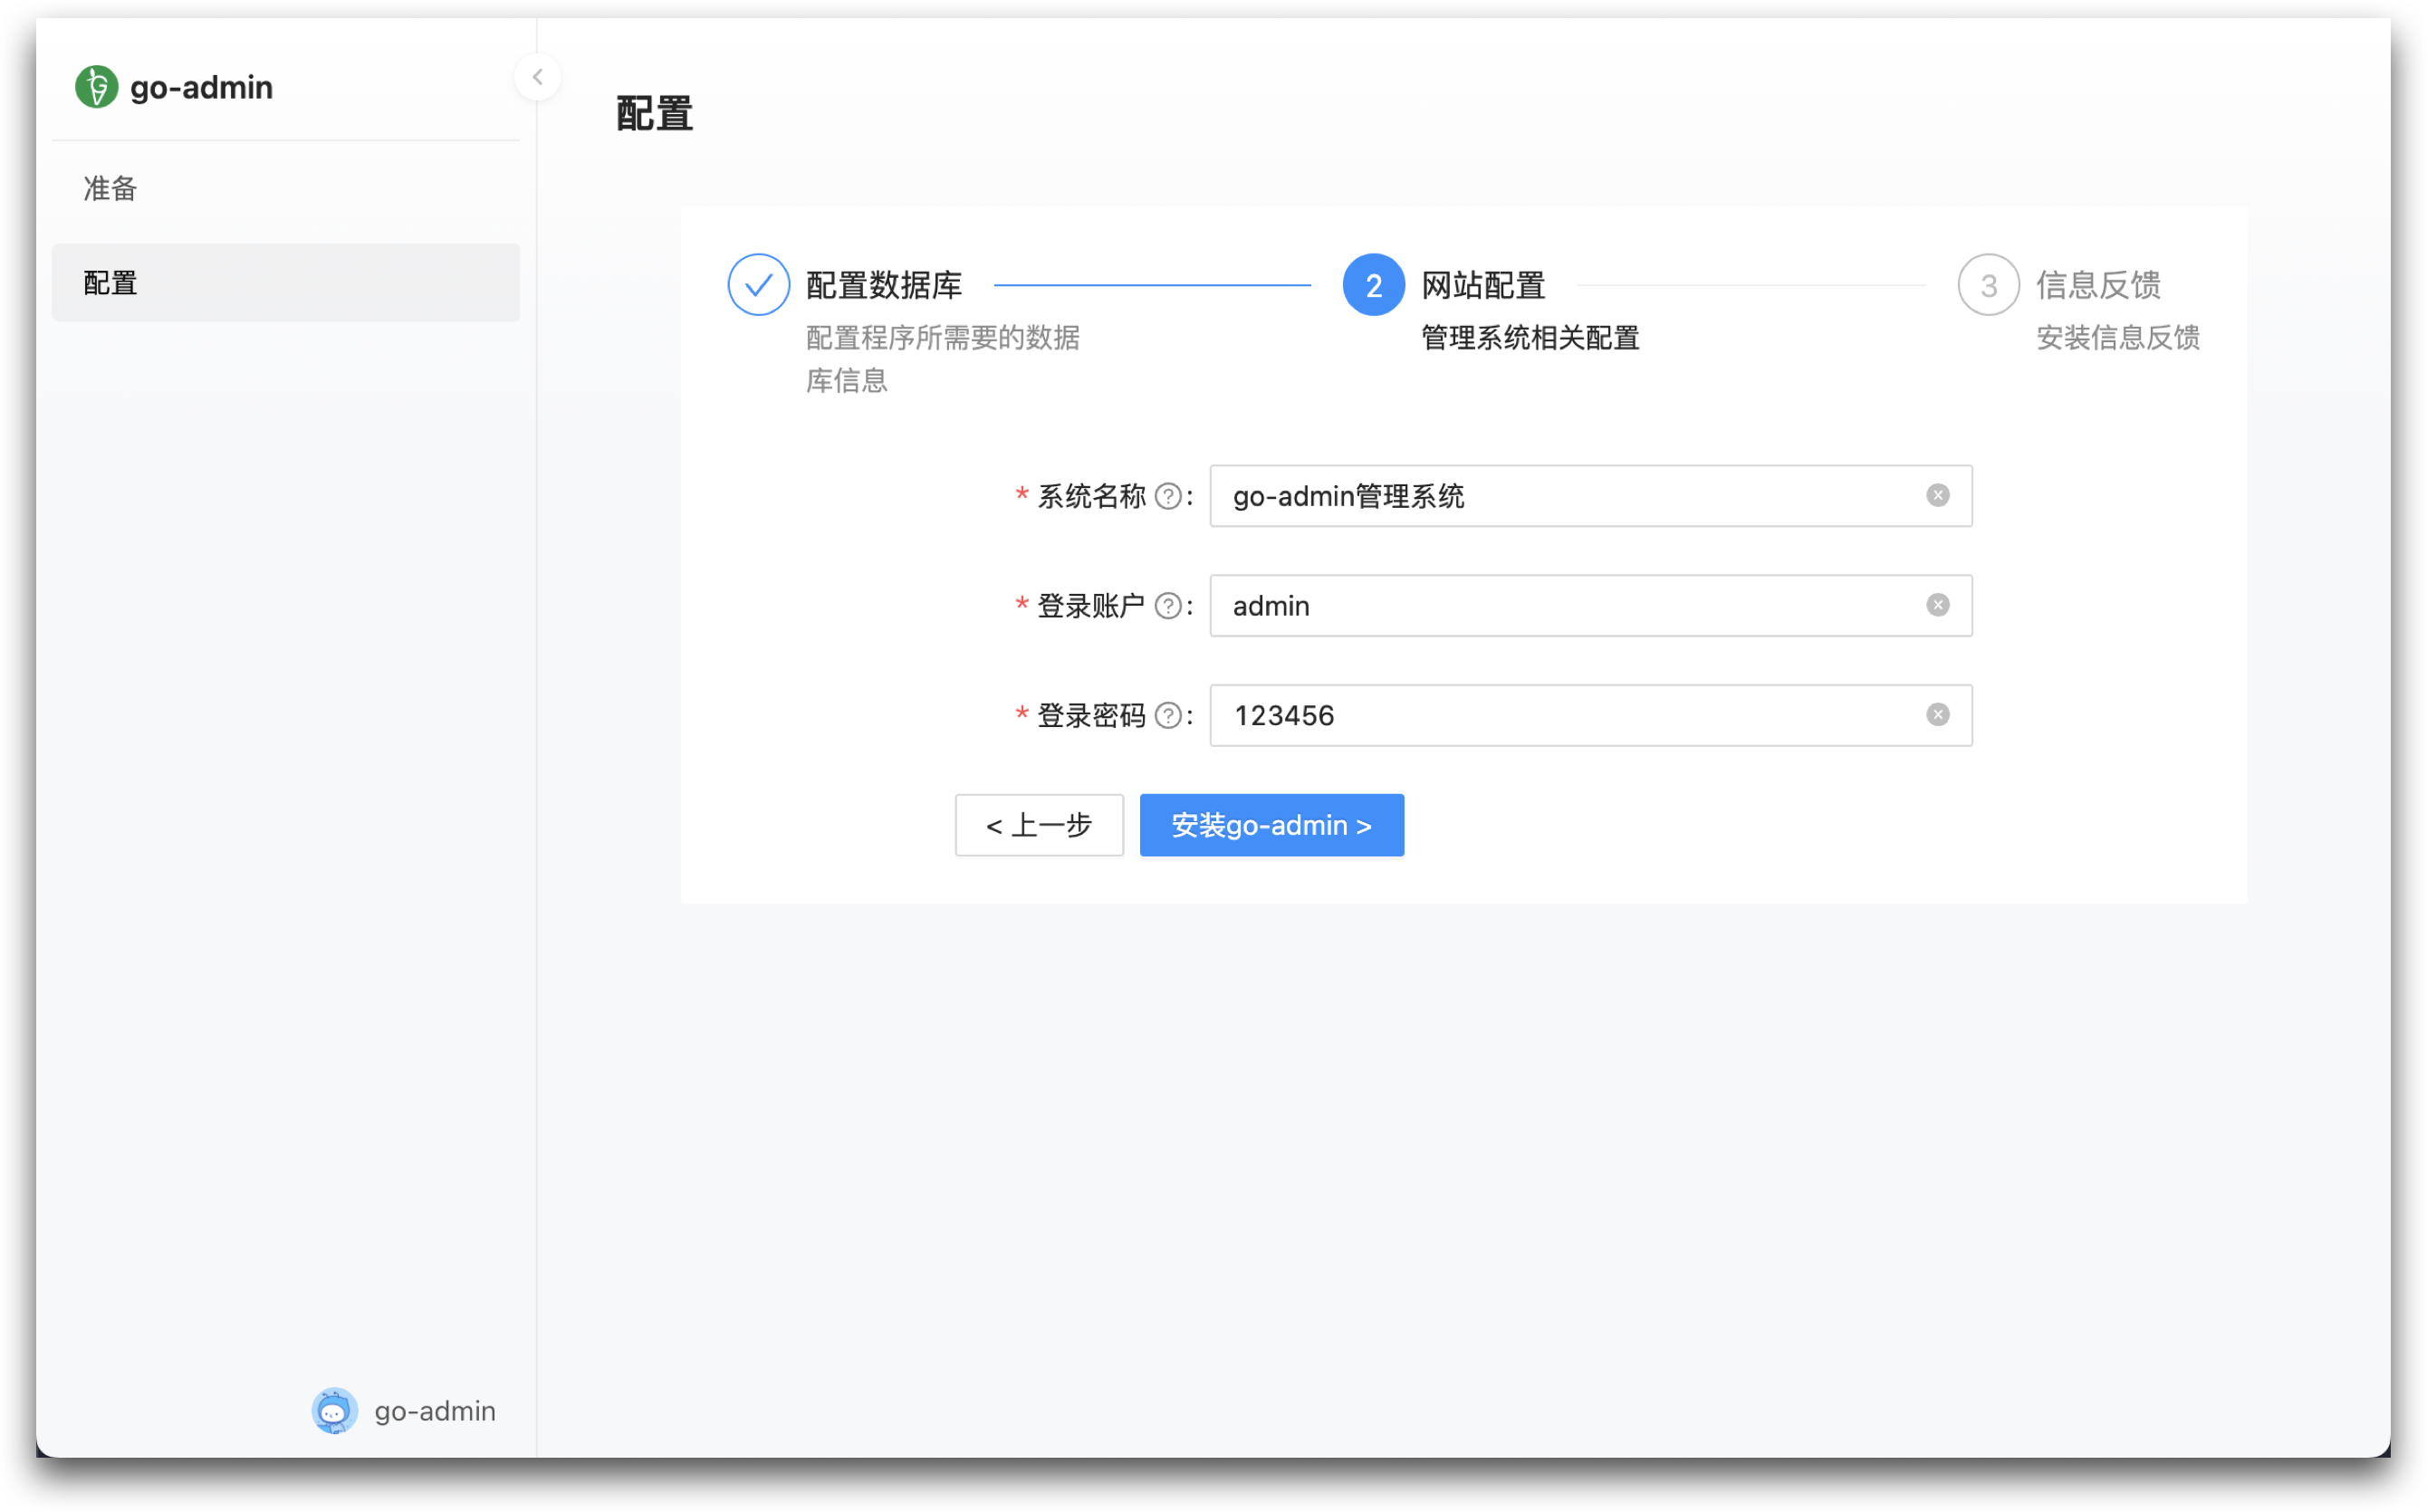 go-admin
准备
配置
配置
配置数据库
配置程序所需要的数据
库信息
2 网站配置
管理系统相关配置
3 信息反馈
安装信息反馈
* 系统名称 ? : go-admin管理系统
* 登录账户 ? : admin
* 登录密码 ? : 123456
< 上一步 安装go-admin >
go-admin